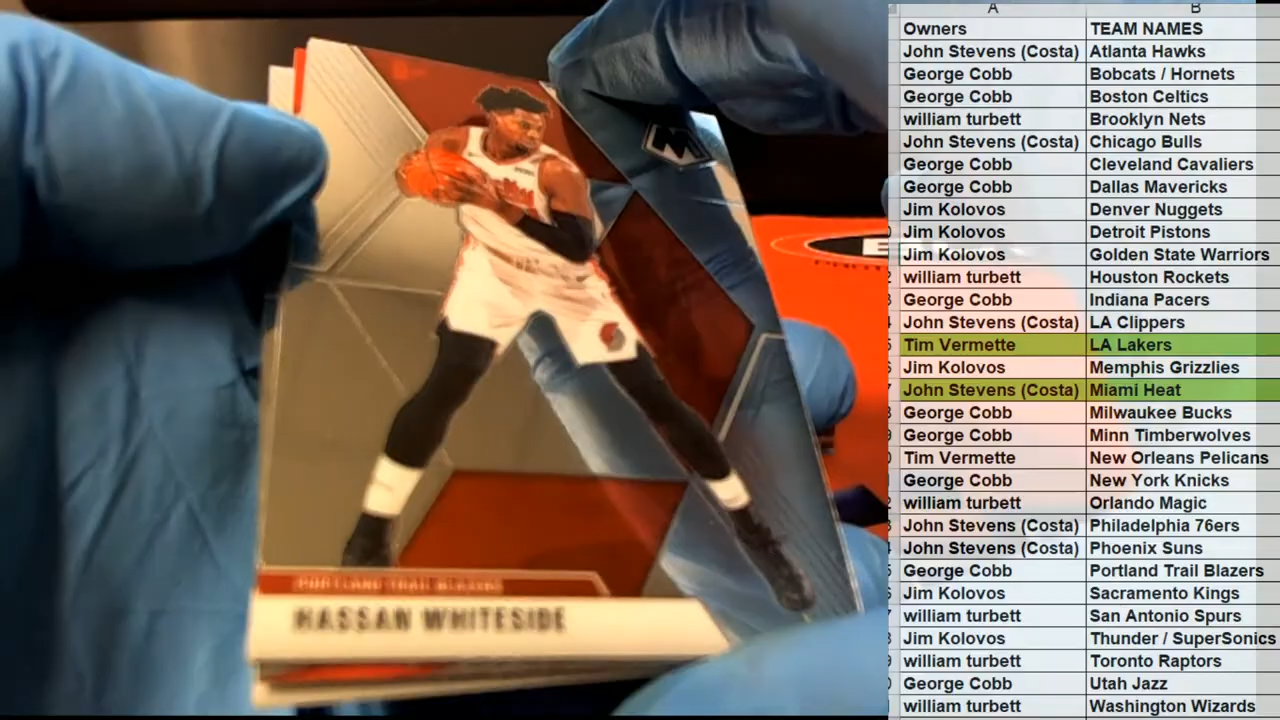 A B
Owners TEAM NAMES
John Stevens (Costa) Atlanta Hawks
George Cobb Bobcats / Hornets
George Cobb Boston Celtics
william turbett Brooklyn Nets
John Stevens (Costa) Chicago Bulls
George Cobb Cleveland Cavaliers
George Cobb Dallas Mavericks
Jim Kolovos Denver Nuggets
Jim Kolovos Detroit Pistons
Jim Kolovos Golden State Warriors
william turbett Houston Rockets
George Cobb Indiana Pacers
John Stevens (Costa) LA Clippers
Tim Vermette LA Lakers
Jim Kolovos Memphis Grizzlies
John Stevens (Costa) Miami Heat
George Cobb Milwaukee Bucks
George Cobb Minn Timberwolves
Tim Vermette New Orleans Pelicans
George Cobb New York Knicks
william turbett Orlando Magic
John Stevens (Costa) Philadelphia 76ers
John Stevens (Costa) Phoenix Suns
George Cobb Portland Trail Blazers
Jim Kolovos Sacramento Kings
william turbett San Antonio Spurs
Jim Kolovos Thunder / SuperSonics
william turbett Toronto Raptors
George Cobb Utah Jazz
william turbett Washington Wizards
M
PORTLAND TRAIL BLAZERS
HASSAN WHITESIDE